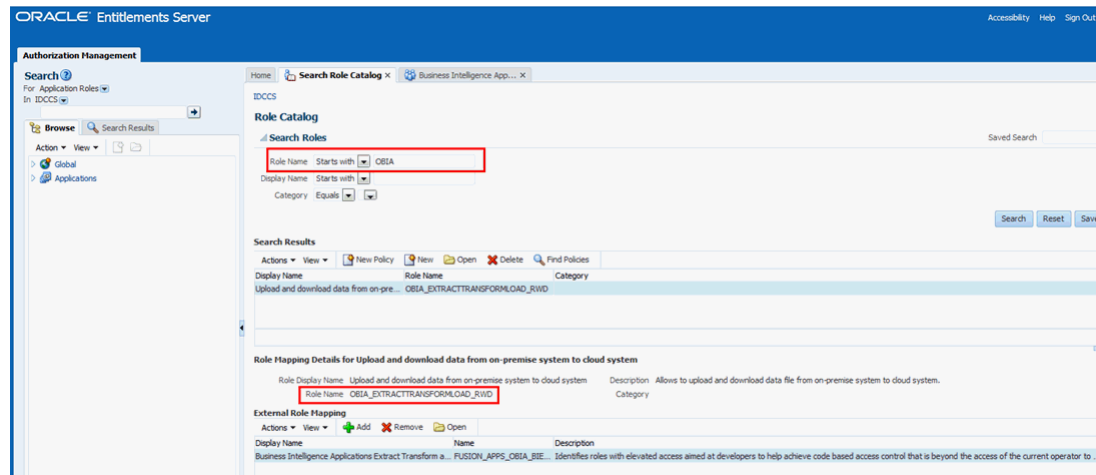 ORACLE Entitlements Server
Accessibility Help Sign Out
Authorization Management
Search
For Application Roles
In IDCCS
Browse Search Results
Action View
Global
Applications
Home Search Role Catalog Business Intelligence App...
IDCCS
Role Catalog
Search Roles
Saved Search
Role Name Starts with OBIA
Display Name Starts with
Category Equals
Search Reset Save
Search Results
Actions View New Policy New Open Delete Find Policies
Display Name Role Name Category
Upload and download data from on-pre... OBIA_EXTRACTTRANSFORMLOAD_RWD
Role Mapping Details for Upload and download data from on-premise system to cloud system
Role Display Name Upload and download data from on-premise system to cloud system Description Allows to upload and download data file from on-premise system to cloud system.
Role Name OBIA_EXTRACTTRANSFORMLOAD_RWD Category
External Role Mapping
Actions View Add Remove Open
Display Name Name Description
Business Intelligence Applications Extract Transform a... FUSION_APPS_OBIA_BIE... Identifies roles with elevated access aimed at developers to help achieve code based access control that is beyond the access of the current operator to ..